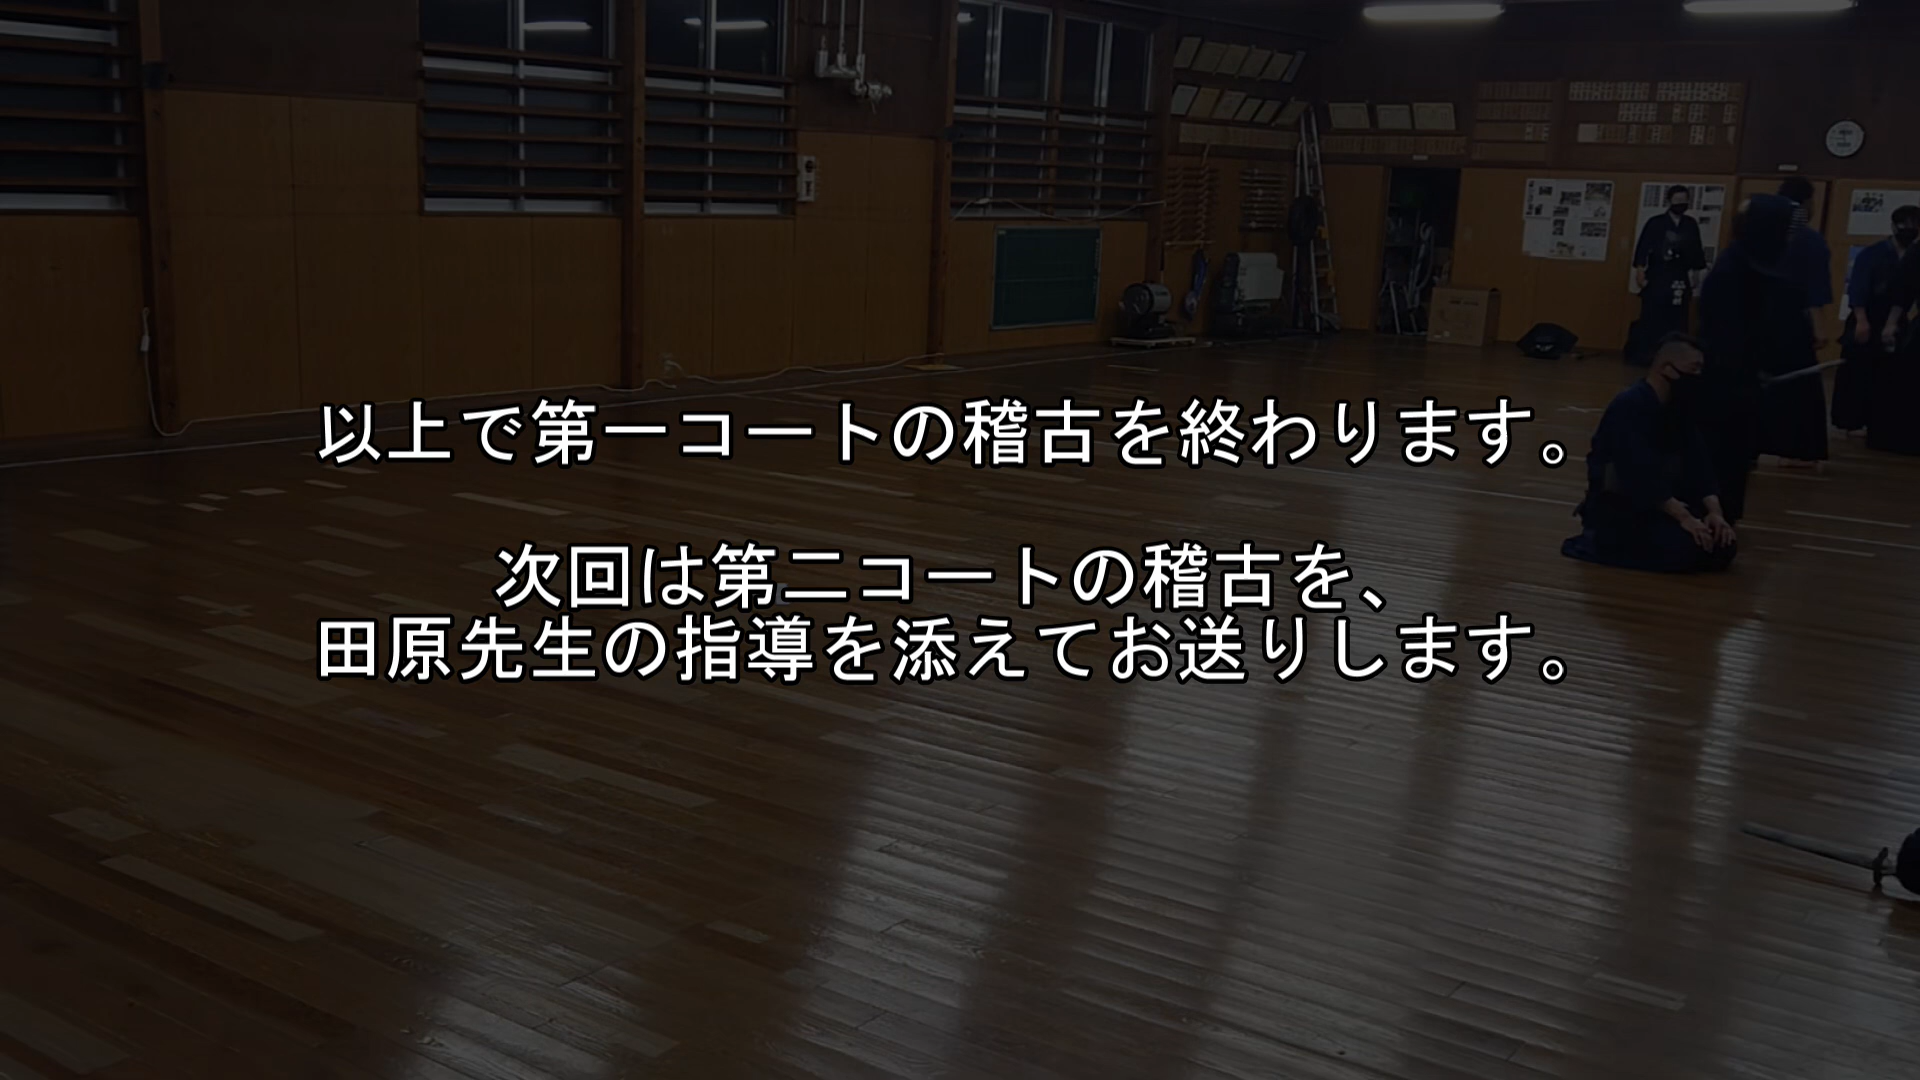 以上で第一コートの稽古を終わります。
次回は第二コートの稽古を、
田原先生の指導を添えてお送りします。